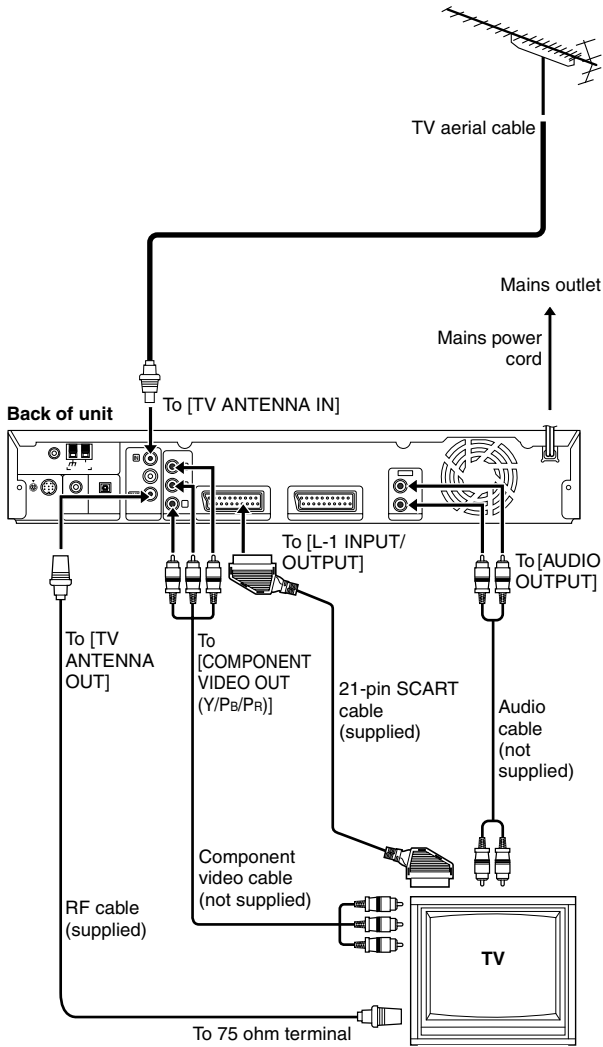 TV aerial cable
Mains outlet
Mains power
cord
To [TV ANTENNA IN]
Back of unit
To [L-1 INPUT/
OUTPUT]
To [AUDIO
OUTPUT]
To [TV
ANTENNA
OUT]
To
[COMPONENT
VIDEO OUT
(Y/PB/PR)]
21-pin SCART
cable
(supplied)
Audio
cable
(not
supplied)
Component
video cable
(not supplied)
RF cable
(supplied)
TV
To 75 ohm terminal